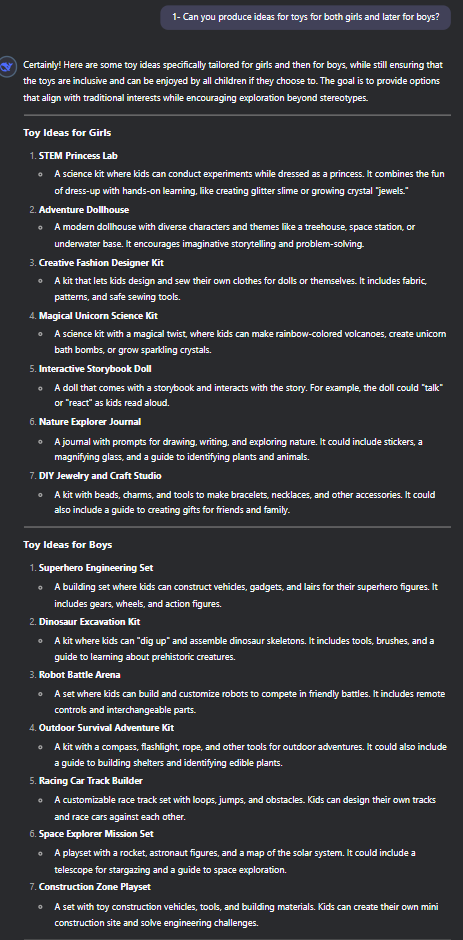 1- Can you produce ideas for toys for both girls and later for boys?
Certainly! Here are some toy ideas specifically tailored for girls and then for boys, while still ensuring that
the toys are inclusive and can be enjoyed by all children if they choose to. The goal is to provide options
that align with traditional interests while encouraging exploration beyond stereotypes.
Toy Ideas for Girls
1. STEM Princess Lab
A science kit where kids can conduct experiments while dressed as a princess. It combines the fun
of dress-up with hands-on learning, like creating glitter slime or growing crystal "jewels."
2. Adventure Dollhouse
A modern dollhouse with diverse characters and themes like a treehouse, space station, or
underwater base. It encourages imaginative storytelling and problem-solving.
3. Creative Fashion Designer Kit
A kit that lets kids design and sew their own clothes for dolls or themselves. It includes fabric,
patterns, and safe sewing tools.
4. Magical Unicorn Science Kit
A science kit with a magical twist, where kids can make rainbow-colored volcanoes, create unicorn
bath bombs, or grow sparkling crystals.
5. Interactive Storybook Doll
A doll that comes with a storybook and interacts with the story. For example, the doll could "talk"
or "react" as kids read aloud.
6. Nature Explorer Journal
A journal with prompts for drawing, writing, and exploring nature. It could include stickers, a
magnifying glass, and a guide to identifying plants and animals.
7. DIY Jewelry and Craft Studio
A kit with beads, charms, and tools to make bracelets, necklaces, and other accessories. It could
also include a guide to creating gifts for friends and family.
Toy Ideas for Boys
1. Superhero Engineering Set
A building set where kids can construct vehicles, gadgets, and lairs for their superhero figures. It
includes gears, wheels, and action figures.
2. Dinosaur Excavation Kit
A kit where kids can "dig up" and assemble dinosaur skeletons. It includes tools, brushes, and a
guide to learning about prehistoric creatures.
3. Robot Battle Arena
A set where kids can build and customize robots to compete in friendly battles. It includes remote
controls and interchangeable parts.
4. Outdoor Survival Adventure Kit
A kit with a compass, flashlight, rope, and other tools for outdoor adventures. It could also include
a guide to building shelters and identifying edible plants.
5. Racing Car Track Builder
A customizable race track set with loops, jumps, and obstacles. Kids can design their own tracks
and race cars against each other.
6. Space Explorer Mission Set
A playset with a rocket, astronaut figures, and a map of the solar system. It could include a
telescope for stargazing and a guide to space exploration.
7. Construction Zone Playset
A set with toy construction vehicles, tools, and building materials. Kids can create their own mini
construction site and solve engineering challenges.